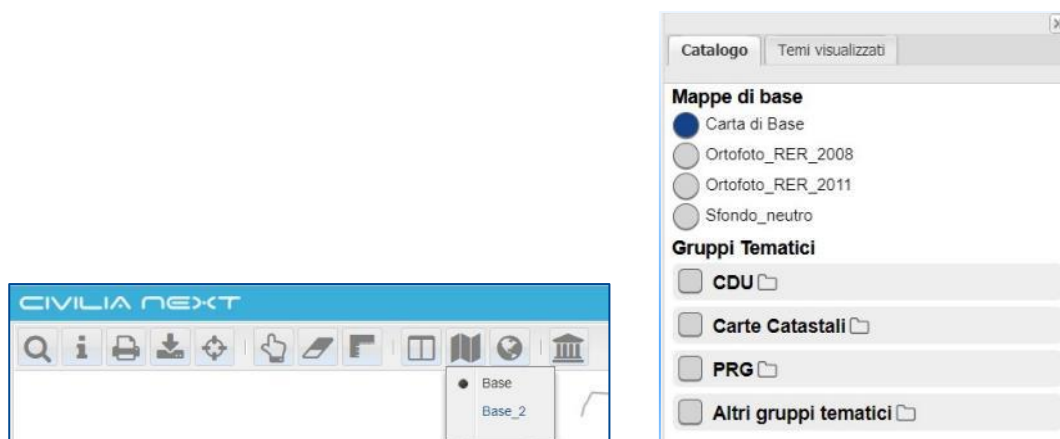 CIVILIA NEXT
Base
Base_2
Catalogo Temi visualizzati
Mappe di base
Carta di Base
Ortofoto_RER_2008
Ortofoto_RER_2011
Sfondo_neutro
Gruppi Tematici
CDU
Carte Catastali
PRG
Altri gruppi tematici